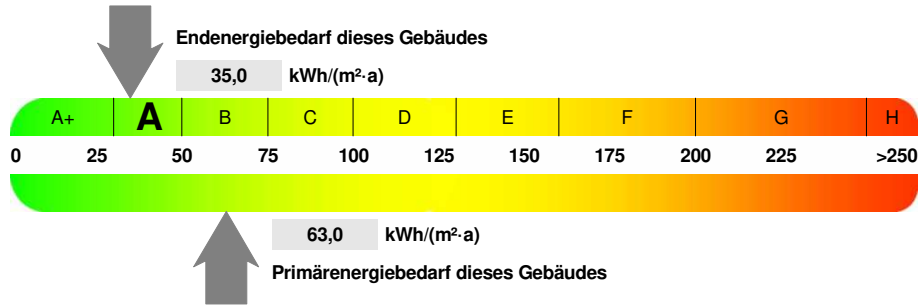 Endenergiebedarf dieses Gebäudes
35,0 kWh/(m²·a)
A+ A B C D E F G H
0 25 50 75 100 125 150 175 200 225 >250
63,0 kWh/(m²·a)
Primärenergiebedarf dieses Gebäudes